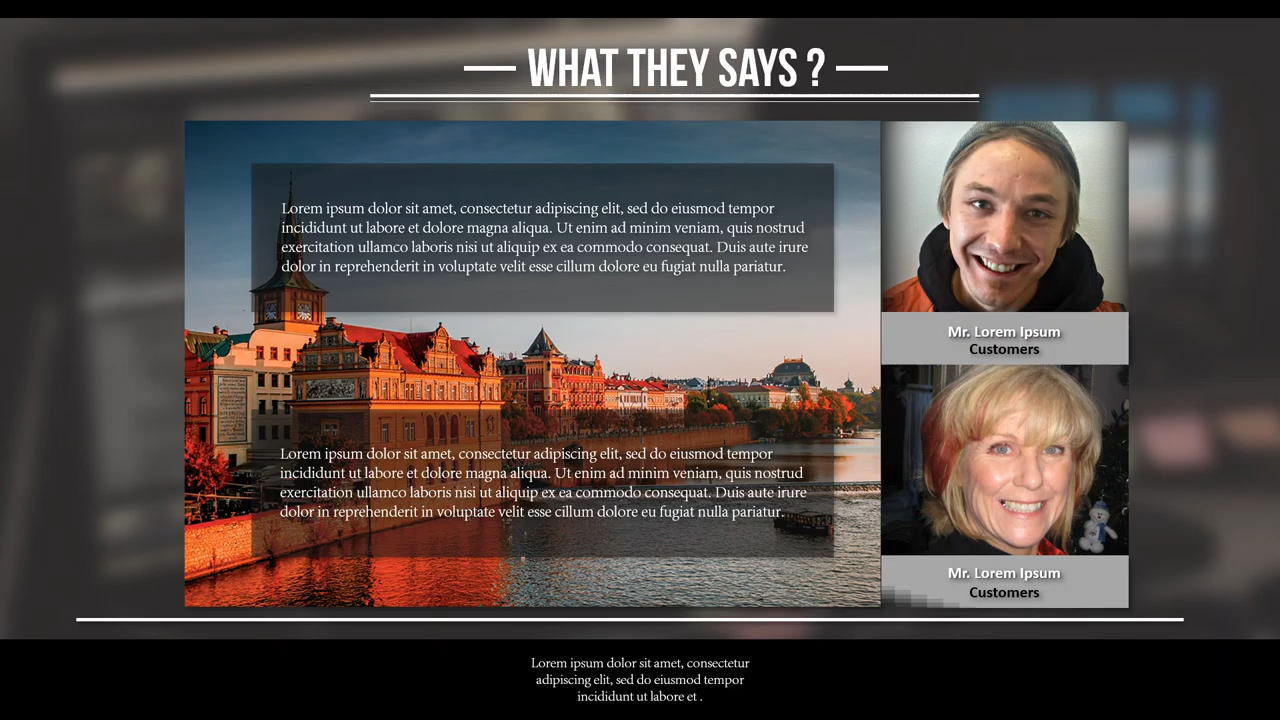 WHAT THEY SAYS ?
Lorem ipsum dolor sit amet, consectetur adipiscing elit, sed do eiusmod tempor
incididunt ut labore et dolore magna aliqua. Ut enim ad minim veniam, quis nostrud
exercitation ullamco laboris nisi ut aliquip ex ea commodo consequat. Duis aute irure
dolor in reprehenderit in voluptate velit esse cillum dolore eu fugiat nulla pariatur.
Mr. Lorem Ipsum
Customers
Lorem ipsum dolor sit amet, consectetur adipiscing elit, sed do eiusmod tempor
incididunt ut labore et dolore magna aliqua. Ut enim ad minim veniam, quis nostrud
exercitation ullamco laboris nisi ut aliquip ex ea commodo consequat. Duis aute irure
dolor in reprehenderit in voluptate velit esse cillum dolore eu fugiat nulla pariatur.
Mr. Lorem Ipsum
Customers
Lorem ipsum dolor sit amet, consectetur
adipiscing elit, sed do eiusmod tempor
incididunt ut labore et .